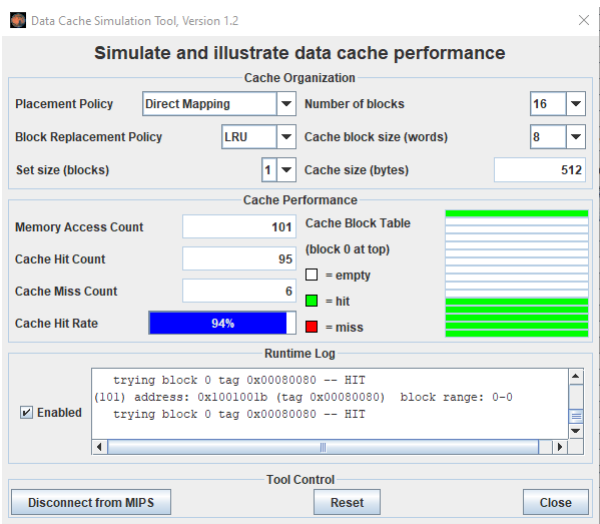 Data Cache Simulation Tool, Version 1.2
Simulate and illustrate data cache performance
Cache Organization
Placement Policy Direct Mapping Number of blocks 16
Block Replacement Policy LRU Cache block size (words) 8
Set size (blocks) 1 Cache size (bytes) 512
Cache Performance
Memory Access Count 101 Cache Block Table
(block 0 at top)
Cache Hit Count 95
= empty
Cache Miss Count 6
= hit
Cache Hit Rate 94%
= miss
Runtime Log
Enabled
trying block 0 tag 0x00080080 -- HIT
(101) address: 0x1001001b (tag 0x00080080) block range: 0-0
trying block 0 tag 0x00080080 -- HIT
Tool Control
Disconnect from MIPS Reset Close